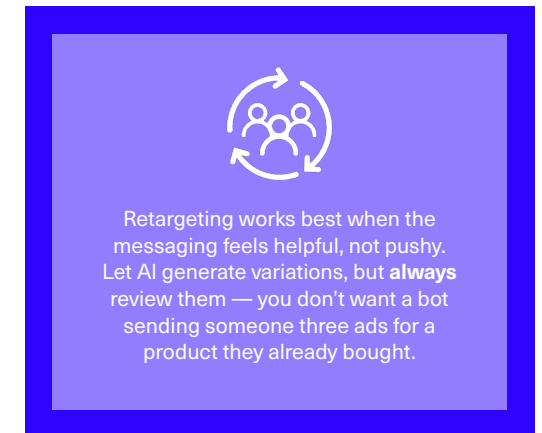 Retargeting works best when the
messaging feels helpful, not pushy.
Let AI generate variations, but always
review them — you don’t want a bot
sending someone three ads for a
product they already bought.